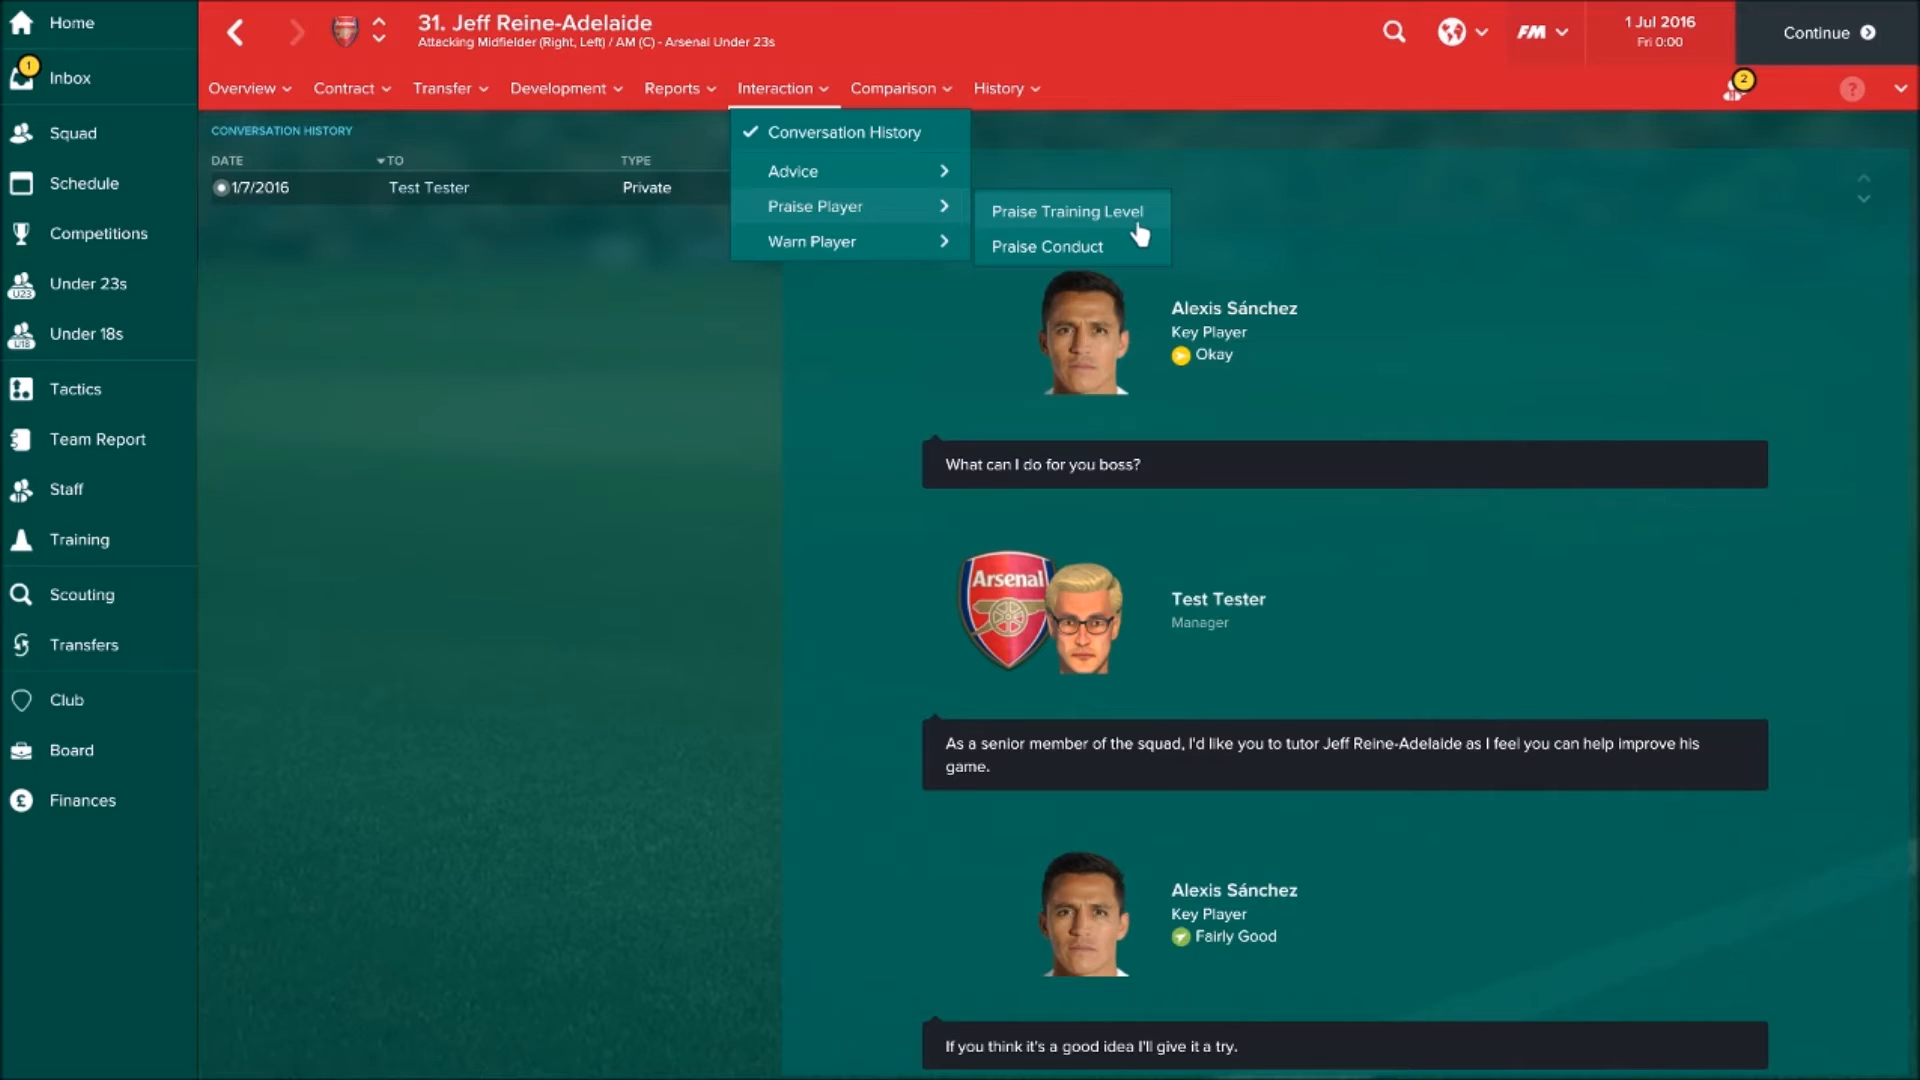 Home
1
Inbox
Squad
Schedule
Competitions
U23
Under 23s
U18
Under 18s
Tactics
Team Report
Staff
Training
Scouting
Transfers
Club
Board
£
Finances
Arsenal
31. Jeff Reine-Adelaide
Attacking Midfielder (Right, Left) / AM (C) - Arsenal Under 23s
FM
1 Jul 2016
Fri 0:00
Continue
Overview
Contract
Transfer
Development
Reports
Interaction
Comparison
History
2
?
CONVERSATION HISTORY
DATE
TO
TYPE
1/7/2016
Test Tester
Private
Conversation History
Advice
Praise Player
Warn Player
Praise Training Level
Praise Conduct
Alexis Sánchez
Key Player
Okay
What can I do for you boss?
Arsenal
Test Tester
Manager
As a senior member of the squad, I'd like you to tutor Jeff Reine-Adelaide as I feel you can help improve his
game.
Alexis Sánchez
Key Player
Fairly Good
If you think it's a good idea I'll give it a try.